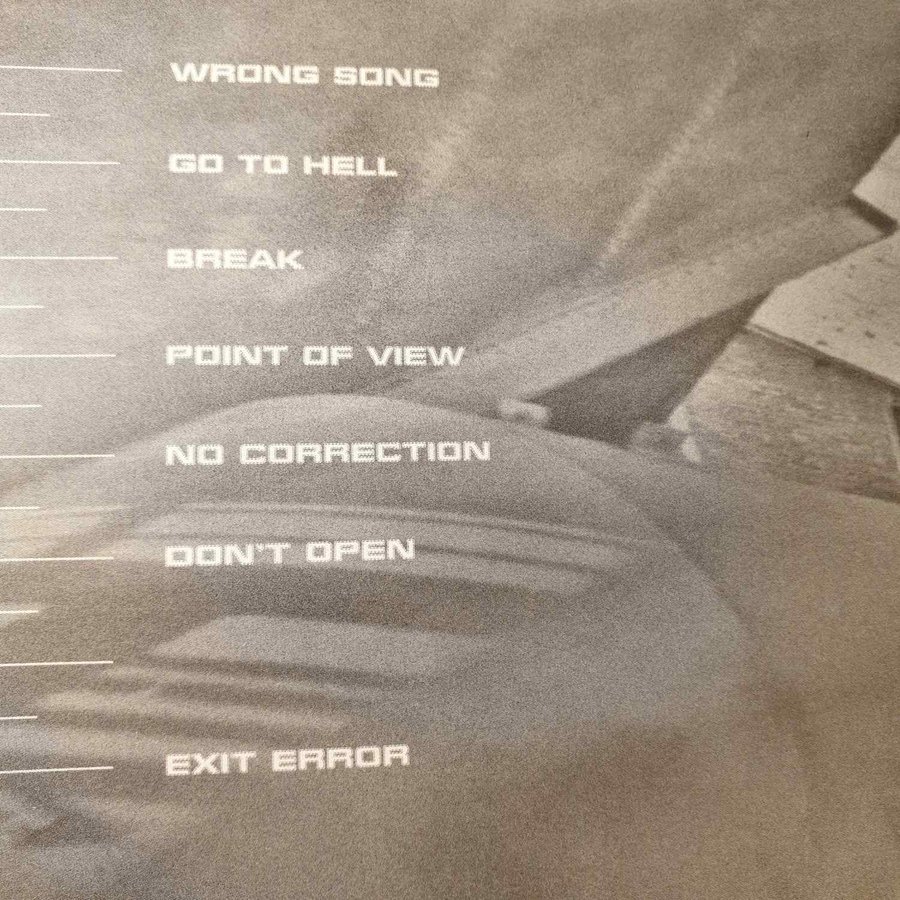 WRONG SONG
GO TO HELL
BREAK
POINT OF VIEW
NO CORRECTION
DON'T OPEN
EXIT ERROR